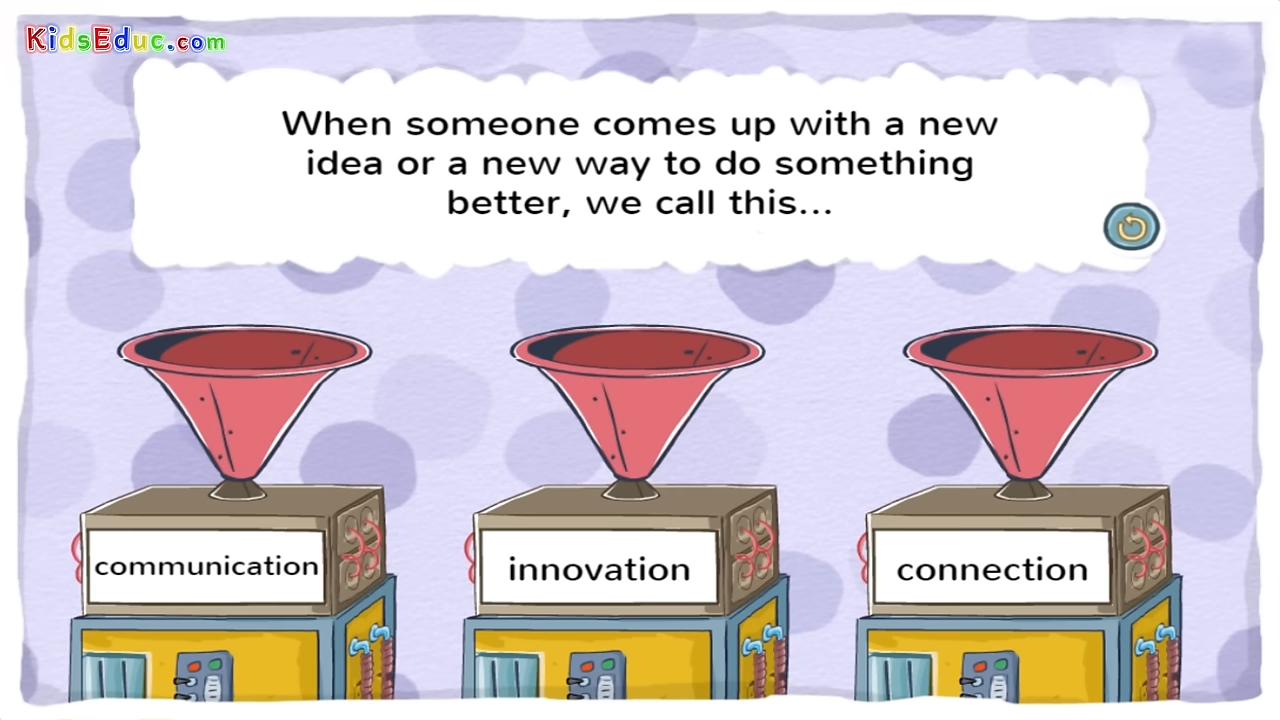 KidsEduc.com
When someone comes up with a new
idea or a new way to do something
better, we call this...
communication
innovation
connection